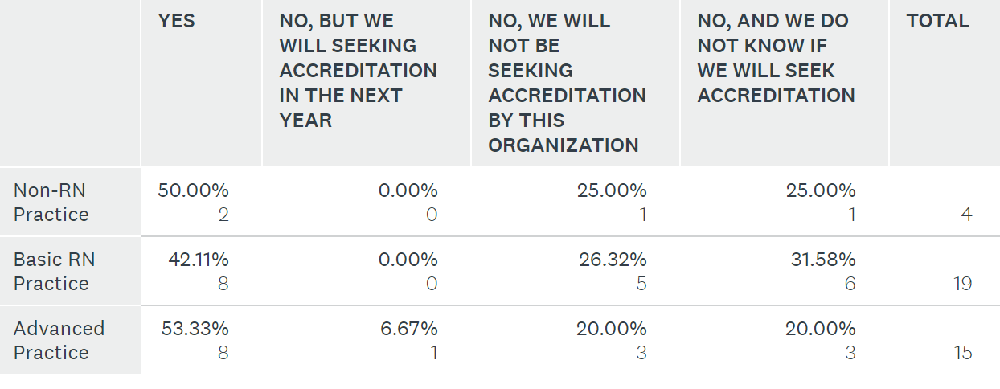 YES
NO, BUT WE
WILL SEEKING
ACCREDITATION
IN THE NEXT
YEAR
NO, WE WILL
NOT BE
SEEKING
ACCREDITATION
BY THIS
ORGANIZATION
NO, AND WE DO
NOT KNOW IF
WE WILL SEEK
ACCREDITATION
TOTAL
Non-RN
Practice
50.00%
2
0.00%
0
25.00%
1
25.00%
1
4
Basic RN
Practice
42.11%
8
0.00%
0
26.32%
5
31.58%
6
19
Advanced
Practice
53.33%
8
6.67%
1
20.00%
3
20.00%
3
15